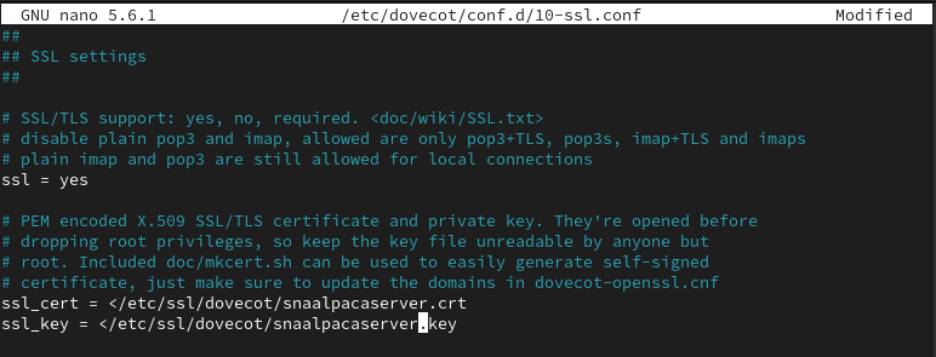 GNU nano 5.6.1 /etc/dovecot/conf.d/10-ssl.conf Modified
##
## SSL settings
##
# SSL/TLS support: yes, no, required. <doc/wiki/SSL.txt>
# disable plain pop3 and imap, allowed are only pop3+TLS, pop3s, imap+TLS and imaps
# plain imap and pop3 are still allowed for local connections
ssl = yes
# PEM encoded X.509 SSL/TLS certificate and private key. They're opened before
# dropping root privileges, so keep the key file unreadable by anyone but
# root. Included doc/mkcert.sh can be used to easily generate self-signed
# certificate, just make sure to update the domains in dovecot-openssl.cnf
ssl_cert = </etc/ssl/dovecot/snaalpacaserver.crt
ssl_key = </etc/ssl/dovecot/snaalpacaserver.key